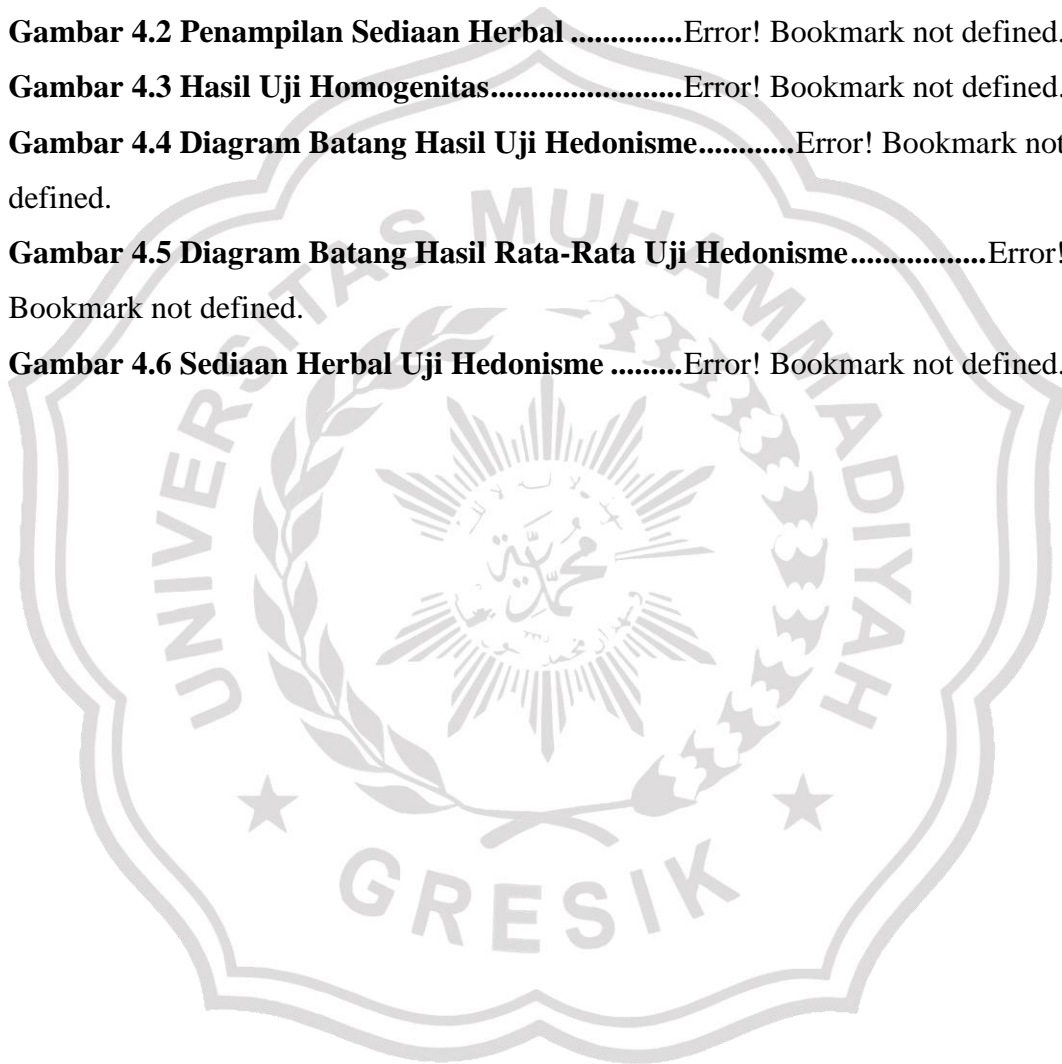 Gambar 4.2 Penampilan Sediaan Herbal ..............Error! Bookmark not defined.
Gambar 4.3 Hasil Uji Homogenitas........................Error! Bookmark not defined.
Gambar 4.4 Diagram Batang Hasil Uji Hedonisme............Error! Bookmark not
defined.
Gambar 4.5 Diagram Batang Hasil Rata-Rata Uji Hedonisme.................Error!
Bookmark not defined.
Gambar 4.6 Sediaan Herbal Uji Hedonisme .........Error! Bookmark not defined.
UNIVERSITAS MUHAMMADIYAH
محمدية
GRESIK